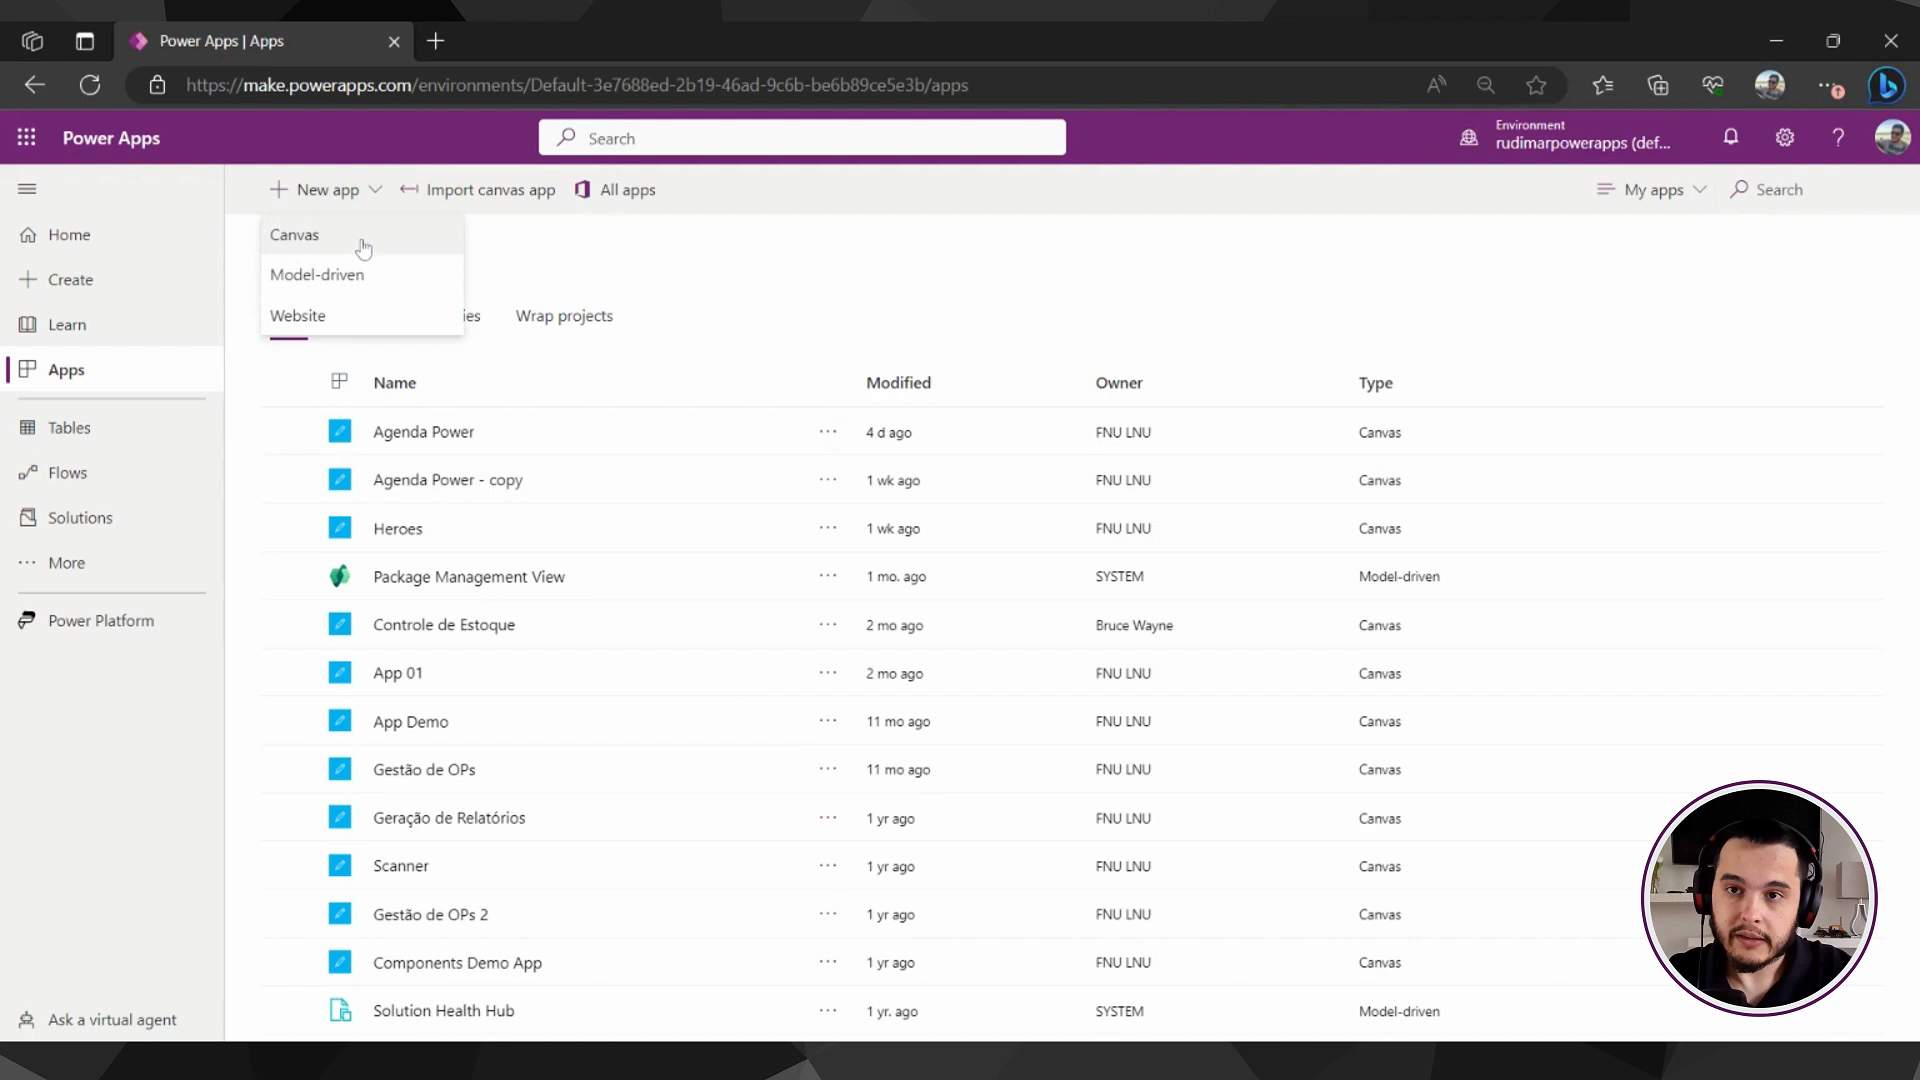 Power Apps | Apps
https://make.powerapps.com/environments/Default-3e7688ed-2b19-46ad-9c6b-be6b89ce5e3b/apps
Power Apps
Search
Environment
rudimarpowerapps (def...
New app
Import canvas app
All apps
My apps
Search
Canvas
Model-driven
Website
ies
Wrap projects
Home
Create
Learn
Apps
Tables
Flows
Solutions
More
Power Platform
Ask a virtual agent
Name Modified Owner Type
Agenda Power ... 4 d ago FNU LNU Canvas
Agenda Power - copy ... 1 wk ago FNU LNU Canvas
Heroes ... 1 wk ago FNU LNU Canvas
Package Management View ... 1 mo. ago SYSTEM Model-driven
Controle de Estoque ... 2 mo ago Bruce Wayne Canvas
App 01 ... 2 mo ago FNU LNU Canvas
App Demo ... 11 mo ago FNU LNU Canvas
Gestão de OPs ... 11 mo ago FNU LNU Canvas
Geração de Relatórios ... 1 yr ago FNU LNU Canvas
Scanner ... 1 yr ago FNU LNU Canvas
Gestão de OPs 2 ... 1 yr ago FNU LNU Canvas
Components Demo App ... 1 yr ago FNU LNU Canvas
Solution Health Hub ... 1 yr. ago SYSTEM Model-driven